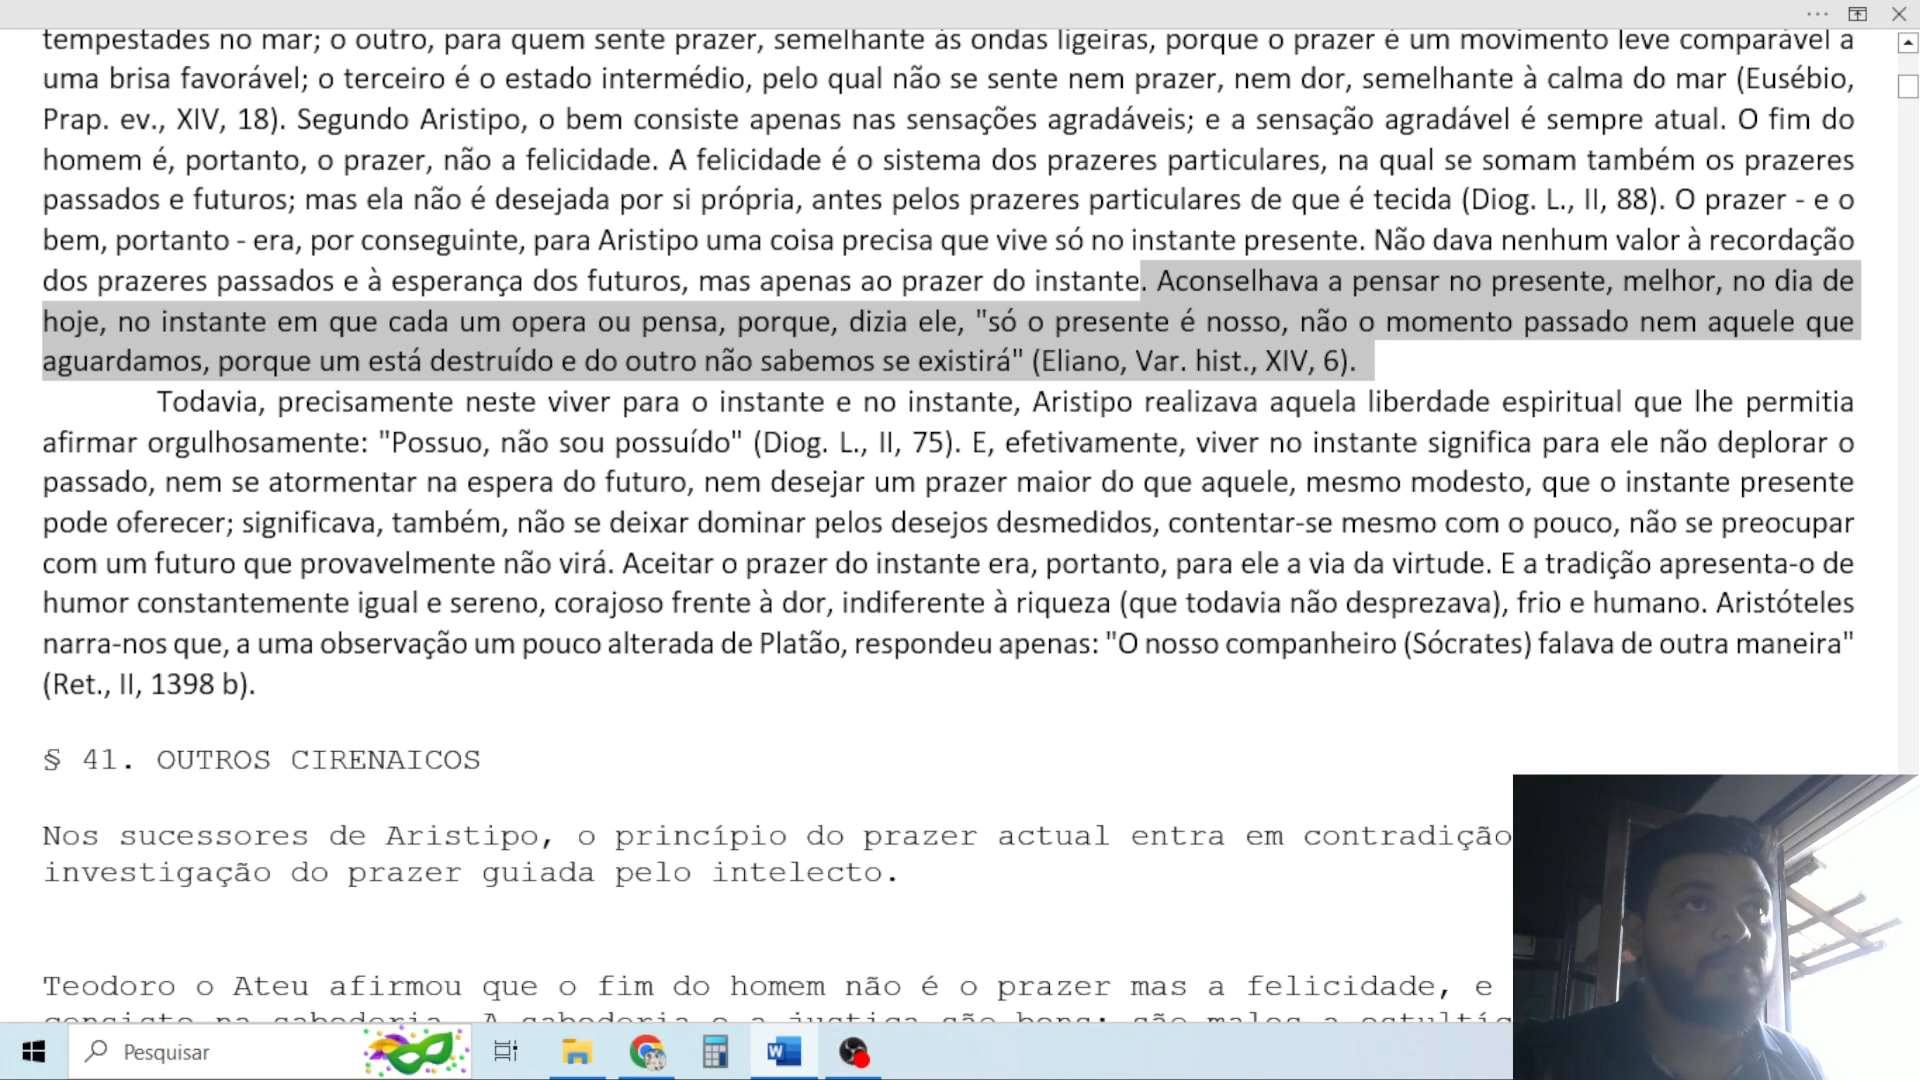 tempestades no mar; o outro, para quem sente prazer, semelhante às ondas ligeiras, porque o prazer é um movimento leve comparável a
uma brisa favorável; o terceiro é o estado intermédio, pelo qual não se sente nem prazer, nem dor, semelhante à calma do mar (Eusébio,
Prap. ev., XIV, 18). Segundo Aristipo, o bem consiste apenas nas sensações agradáveis; e a sensação agradável é sempre atual. O fim do
homem é, portanto, o prazer, não a felicidade. A felicidade é o sistema dos prazeres particulares, na qual se somam também os prazeres
passados e futuros; mas ela não é desejada por si própria, antes pelos prazeres particulares de que é tecida (Diog. L., II, 88). O prazer - e o
bem, portanto - era, por conseguinte, para Aristipo uma coisa precisa que vive só no instante presente. Não dava nenhum valor à recordação
dos prazeres passados e à esperança dos futuros, mas apenas ao prazer do instante. Aconselhava a pensar no presente, melhor, no dia de
hoje, no instante em que cada um opera ou pensa, porque, dizia ele, "só o presente é nosso, não o momento passado nem aquele que
aguardamos, porque um está destruído e do outro não sabemos se existirá" (Eliano, Var. hist., XIV, 6).
Todavia, precisamente neste viver para o instante e no instante, Aristipo realizava aquela liberdade espiritual que lhe permitia
afirmar orgulhosamente: "Possuo, não sou possuído" (Diog. L., II, 75). E, efetivamente, viver no instante significa para ele não deplorar o
passado, nem se atormentar na espera do futuro, nem desejar um prazer maior do que aquele, mesmo modesto, que o instante presente
pode oferecer; significava, também, não se deixar dominar pelos desejos desmedidos, contentar-se mesmo com o pouco, não se preocupar
com um futuro que provavelmente não virá. Aceitar o prazer do instante era, portanto, para ele a via da virtude. E a tradição apresenta-o de
humor constantemente igual e sereno, corajoso frente à dor, indiferente à riqueza (que todavia não desprezava), frio e humano. Aristóteles
narra-nos que, a uma observação um pouco alterada de Platão, respondeu apenas: "O nosso companheiro (Sócrates) falava de outra maneira"
(Ret., II, 1398 b).
§ 41. OUTROS CIRENAICOS
Nos sucessores de Aristipo, o princípio do prazer actual entra em contradição
investigação do prazer guiada pelo intelecto.
Teodoro o Ateu afirmou que o fim do homem não é o prazer mas a felicidade, e
consiste na sabedoria. A sabedoria e a justiça são bons; são males a
Pesquisar